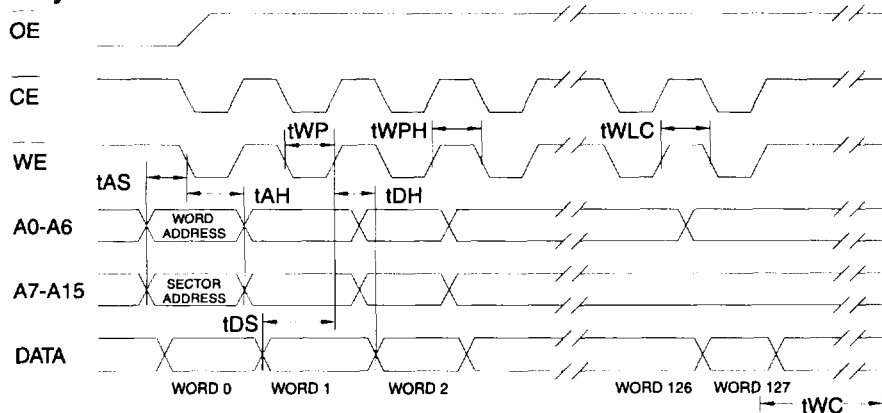 OE
CE
tWP tWPH tWLC
WE
tAS
tAH tDH
A0-A6 WORD ADDRESS
A7-A15 SECTOR ADDRESS
tDS
DATA
WORD 0 WORD 1 WORD 2 WORD 126 WORD 127
tWC